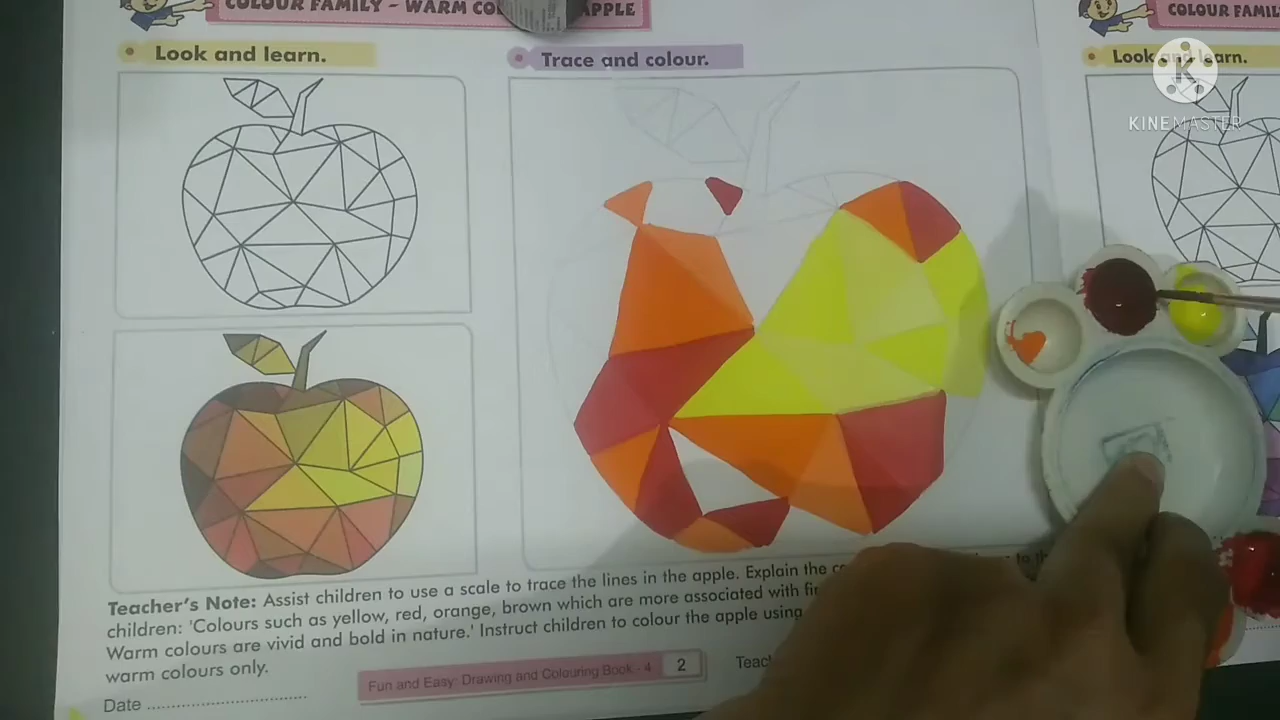 COLOUR FAMILY - WARM CO
APPLE
COLOUR FAMIL
Look and learn.
Trace and colour.
Look and learn.
KINEMASTER
Teacher's Note: Assist children to use a scale to trace the lines in the apple. Explain the
children: 'Colours such as yellow, red, orange, brown which are more associated with
Warm colours are vivid and bold in nature.' Instruct children to colour the apple using
warm colours only.
Fun and Easy: Drawing and Colouring Book - 4
2
Date